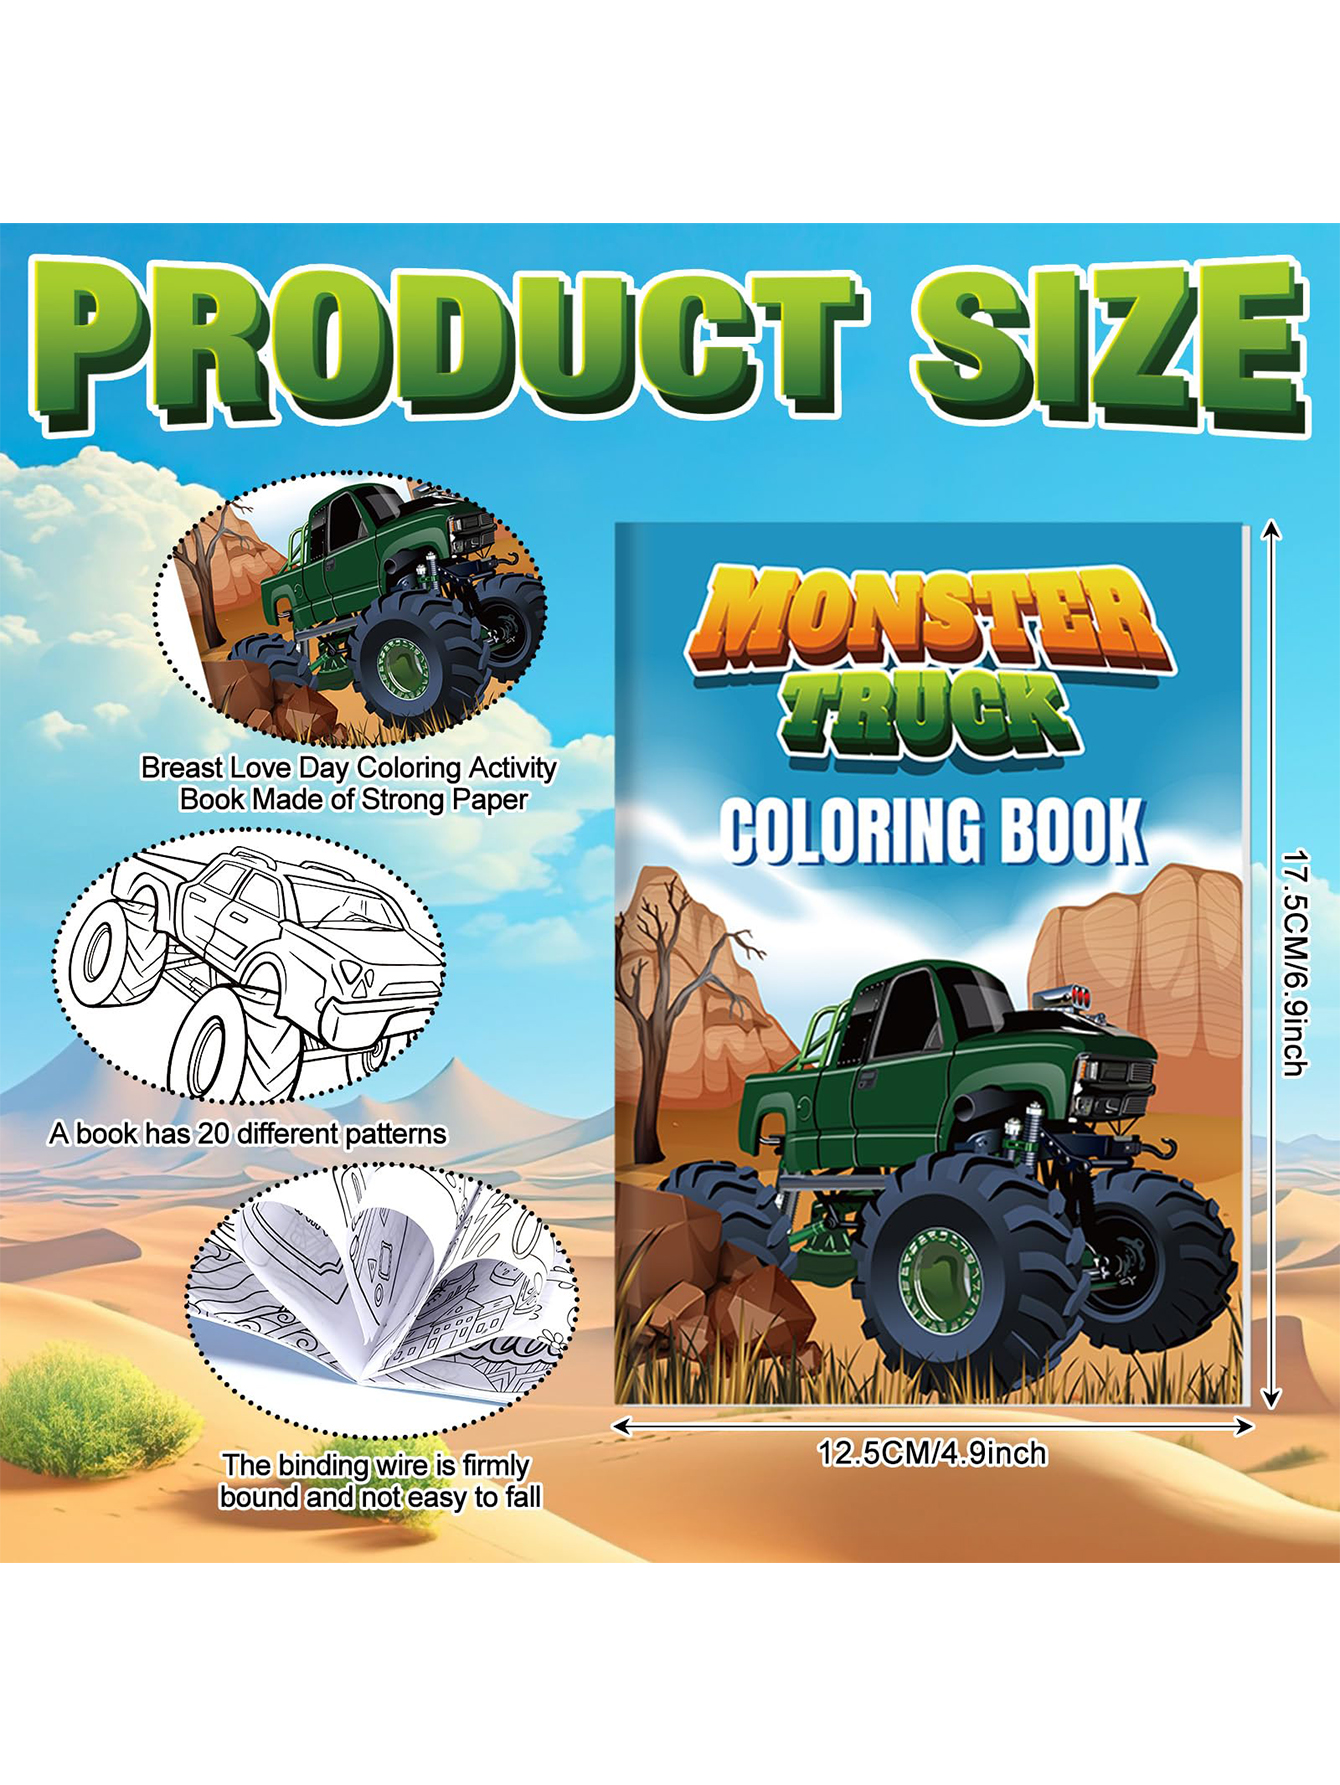 PRODUCT SIZE
MONSTER
TRUCK
COLORING BOOK
Breast Love Day Coloring Activity
Book Made of Strong Paper
A book has 20 different patterns
The binding wire is firmly
bound and not easy to fall
17.5CM/6.9inch
12.5CM/4.9inch